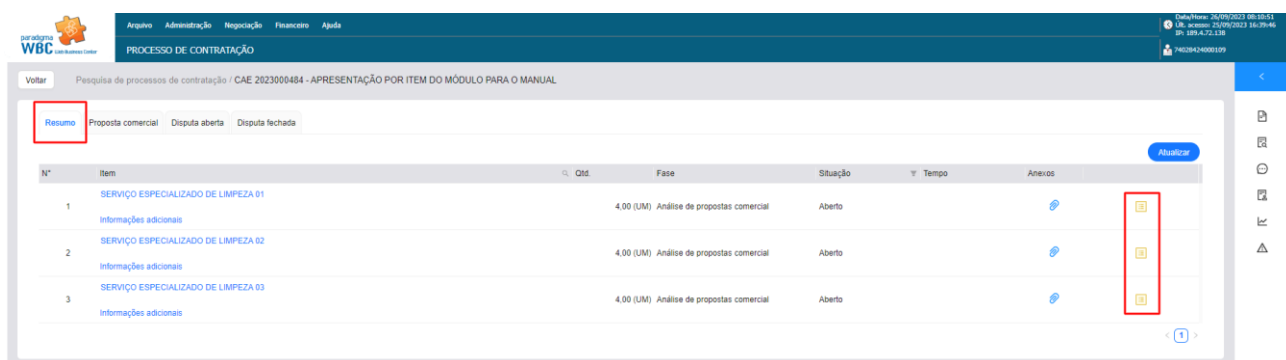 paradigma
WBC Lated Business Center
Arquivo Administração Negociação Financeiro Ajuda
Data/Hora: 26/09/2023 08:10:51
Últ. acesso: 25/09/2023 16:39:46
IP: 189.4.72.138
PROCESSO DE CONTRATAÇÃO
74028424000109
Voltar Pesquisa de processos de contratação / CAE 2023000484 - APRESENTAÇÃO POR ITEM DO MÓDULO PARA O MANUAL
Resumo Proposta comercial Disputa aberta Disputa fechada
Atualizar
N° Item Qtd. Fase Situação Tempo Anexos
SERVIÇO ESPECIALIZADO DE LIMPEZA 01
1 4,00 (UM) Análise de propostas comercial Aberto
Informações adicionais
SERVIÇO ESPECIALIZADO DE LIMPEZA 02
2 4,00 (UM) Análise de propostas comercial Aberto
Informações adicionais
SERVIÇO ESPECIALIZADO DE LIMPEZA 03
3 4,00 (UM) Análise de propostas comercial Aberto
Informações adicionais
< 1 >